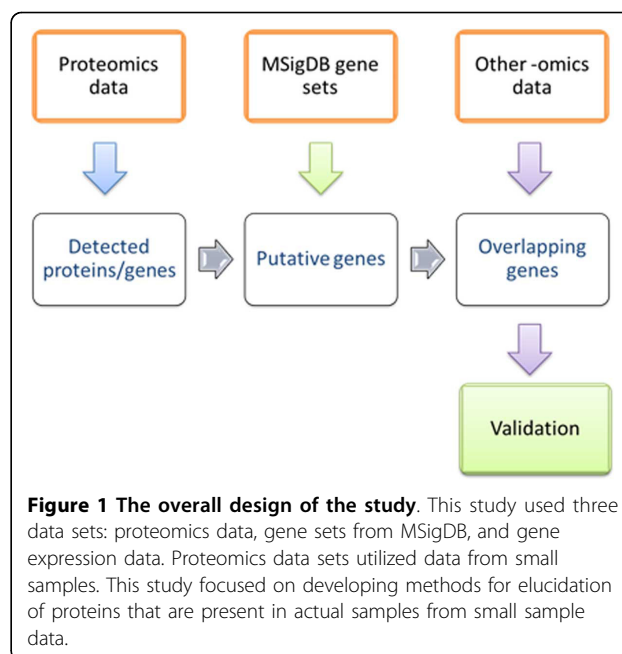 Proteomics data
MSigDB gene sets
Other -omics data
Detected proteins/genes
Putative genes
Overlapping genes
Validation
Figure 1 The overall design of the study. This study used three
data sets: proteomics data, gene sets from MSigDB, and gene
expression data. Proteomics data sets utilized data from small
samples. This study focused on developing methods for elucidation
of proteins that are present in actual samples from small sample
data.